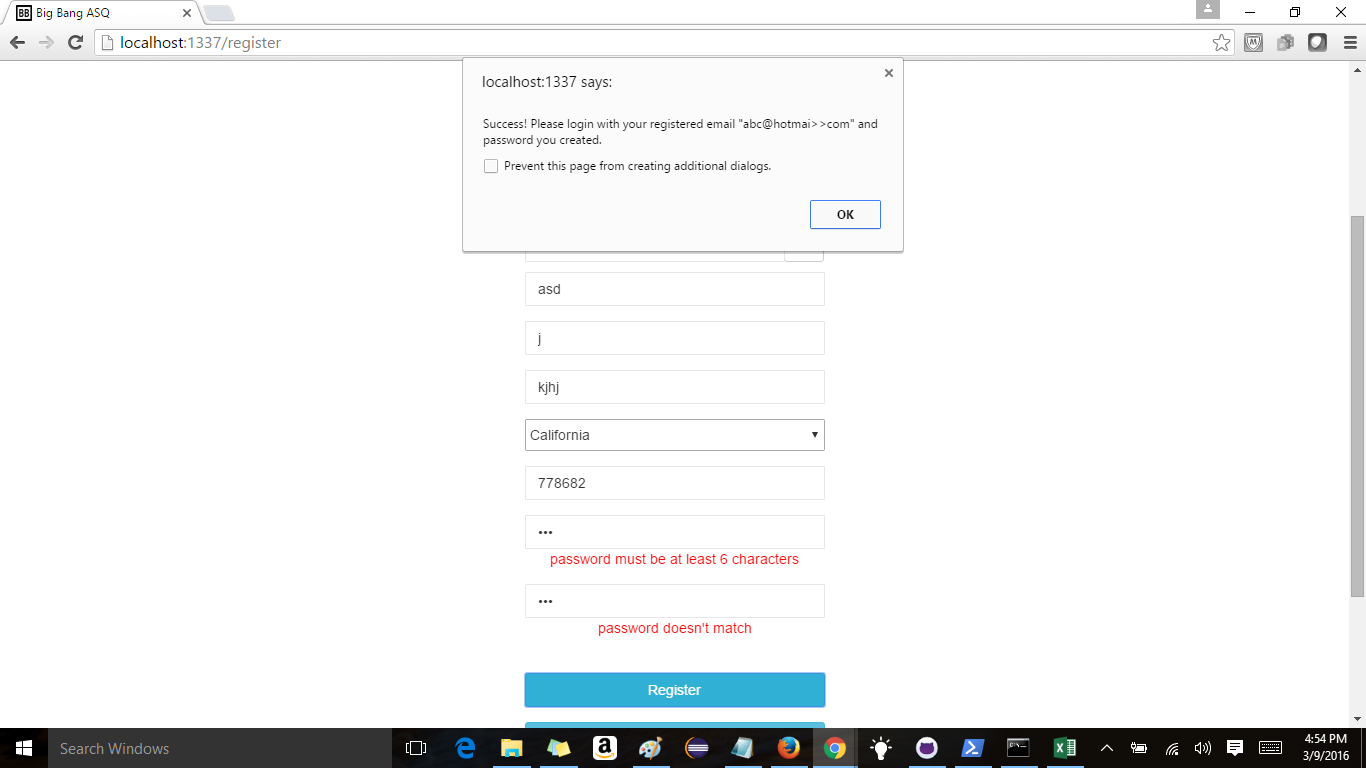 BB Big Bang ASQ
localhost:1337/register
localhost:1337 says:
Success! Please login with your registered email "abc@hotmai>>com" and
password you created.
Prevent this page from creating additional dialogs.
OK
asd
j
kjhj
California
778682
•••
password must be at least 6 characters
•••
password doesn't match
Register
Search Windows
4:54 PM
3/9/2016